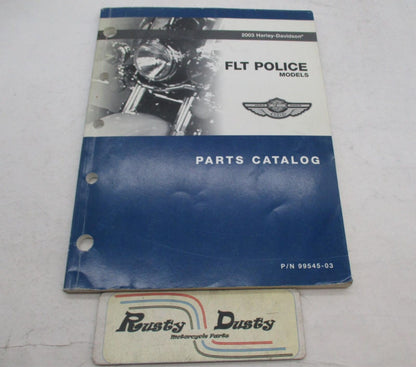 2003 Harley-Davidson®
FLT POLICE
MODELS
PARTS CATALOG
P/N 99545-03
Rusty Dusty
Motorcycle Parts